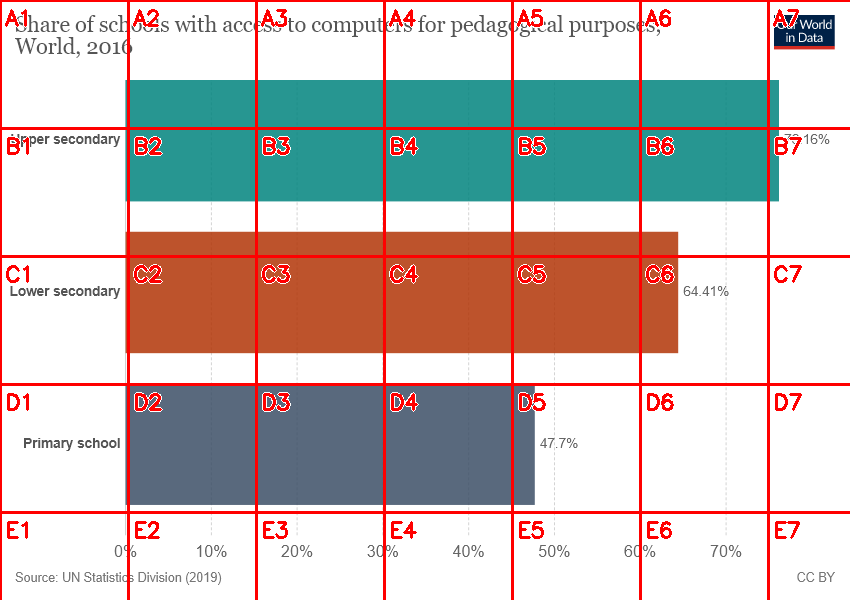 A1 A2 A3 A4 A5 A6 A7
Share of schools with access to computers for pedagogical purposes,
World, 2016
Our World
in Data
B1 B2 B3 B4 B5 B6 B7
Upper secondary 76.16%
C1 C2 C3 C4 C5 C6 C7
Lower secondary 64.41%
D1 D2 D3 D4 D5 D6 D7
Primary school 47.7%
E1 E2 E3 E4 E5 E6 E7
0% 10% 20% 30% 40% 50% 60% 70%
Source: UN Statistics Division (2019) CC BY